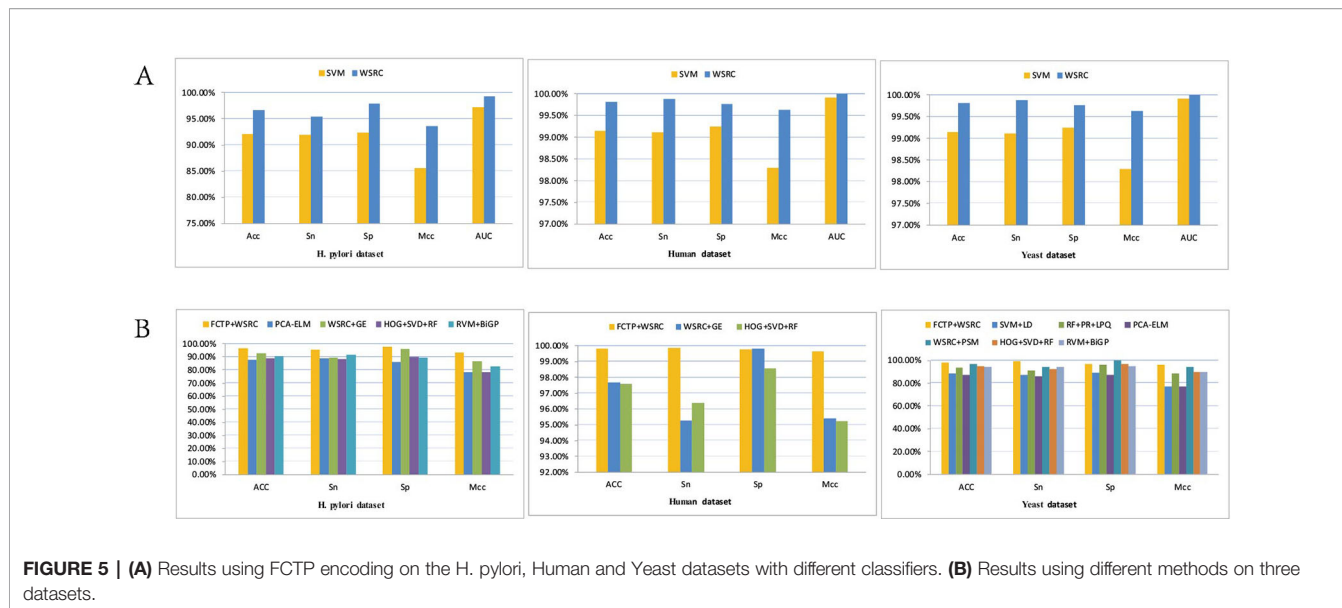 A
SVM WSRC
100.00%
95.00%
90.00%
85.00%
80.00%
75.00%
Acc Sn Sp Mcc AUC
H. pylori dataset
SVM WSRC
100.00%
99.50%
99.00%
98.50%
98.00%
97.50%
97.00%
Acc Sn Sp Mcc AUC
Human dataset
SVM WSRC
100.00%
99.50%
99.00%
98.50%
98.00%
97.50%
97.00%
Acc Sn Sp Mcc AUC
Yeast dataset
B
FCTP+WSRC PCA-ELM WSRC+GE HOG+SVD+RF RVM+BiGP
100.00%
90.00%
80.00%
70.00%
60.00%
50.00%
40.00%
30.00%
20.00%
10.00%
0.00%
ACC Sn Sp Mcc
H. pylori dataset
FCTP+WSRC WSRC+GE HOG+SVD+RF
100.00%
99.00%
98.00%
97.00%
96.00%
95.00%
94.00%
93.00%
92.00%
ACC Sn Sp Mcc
Human dataset
FCTP+WSRC SVM+LD RF+PR+LPQ PCA-ELM
WSRC+PSM HOG+SVD+RF RVM+BiGP
100.00%
80.00%
60.00%
40.00%
20.00%
0.00%
ACC Sn Sp Mcc
Yeast dataset
FIGURE 5 | (A) Results using FCTP encoding on the H. pylori, Human and Yeast datasets with different classifiers. (B) Results using different methods on three
datasets.